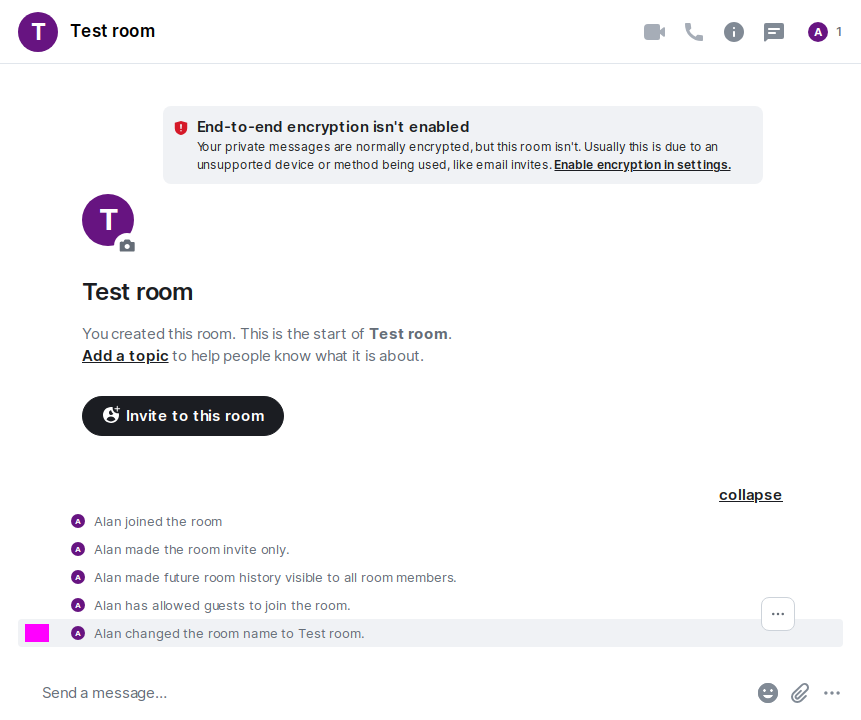 T Test room A 1
End-to-end encryption isn't enabled
Your private messages are normally encrypted, but this room isn't. Usually this is due to an
unsupported device or method being used, like email invites. Enable encryption in settings.
T
Test room
You created this room. This is the start of Test room.
Add a topic to help people know what it is about.
Invite to this room
collapse
A Alan joined the room
A Alan made the room invite only.
A Alan made future room history visible to all room members.
A Alan has allowed guests to join the room.
A Alan changed the room name to Test room.
Send a message…